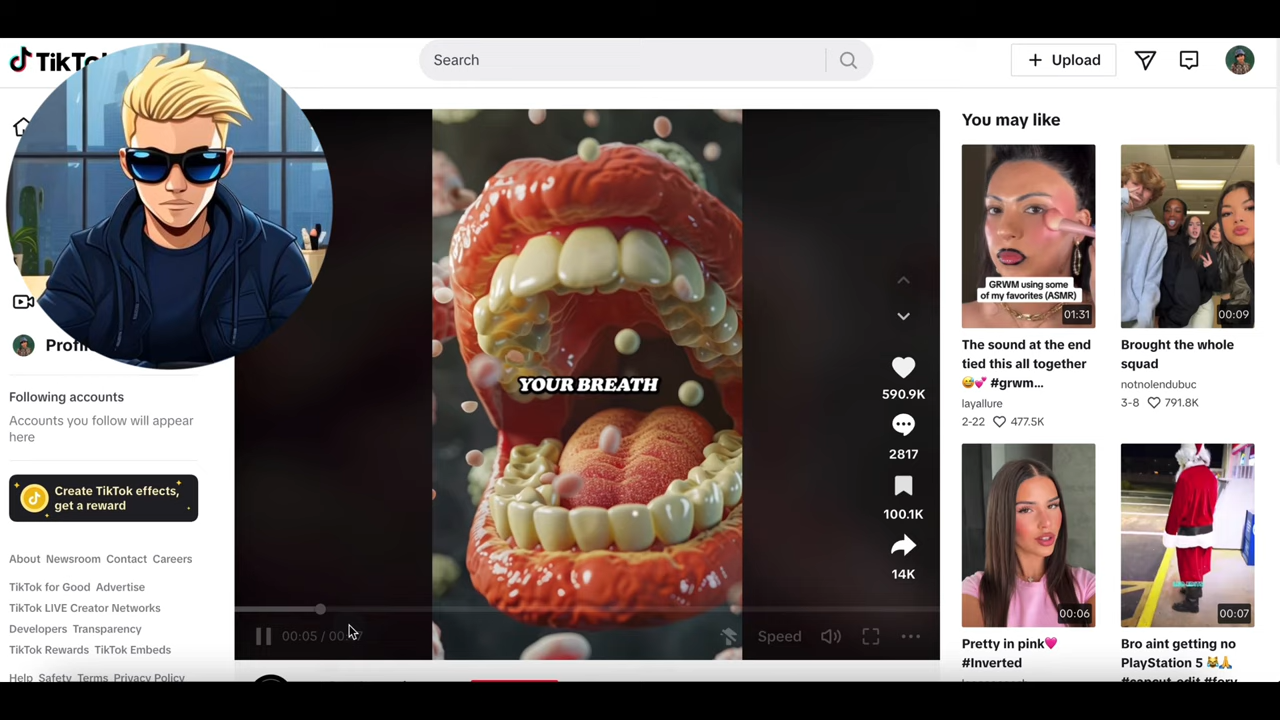 TikTo
Search
Upload
YOUR BREATH
590.9K
2817
100.1K
14K
00:05 / 00
Speed
Profi
Following accounts
Accounts you follow will appear
here
Create TikTok effects,
get a reward
About Newsroom Contact Careers
TikTok for Good Advertise
TikTok LIVE Creator Networks
Developers Transparency
TikTok Rewards TikTok Embeds
Help Safety Terms Privacy Policy
You may like
GRWM using some
of my favorites (ASMR)
01:31
The sound at the end
tied this all together
😅💕 #grwm...
layallure
2-22 477.5K
00:09
Brought the whole
squad
notnolendubuc
3-8 791.8K
00:06
Pretty in pink💗
#Inverted
00:07
Bro aint getting no
PlayStation 5 😹🙏
#capcut_edit #fory